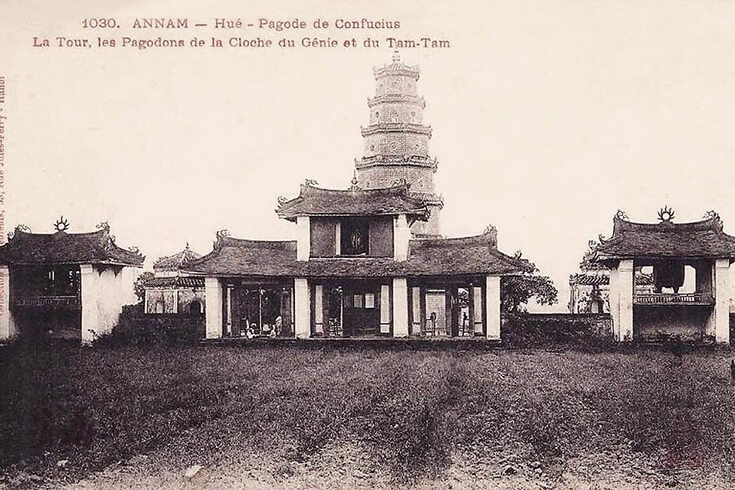 1030. ANNAM — Hué - Pagode de Confucius
La Tour, les Pagodons de la Cloche du Génie et du Tam-Tam